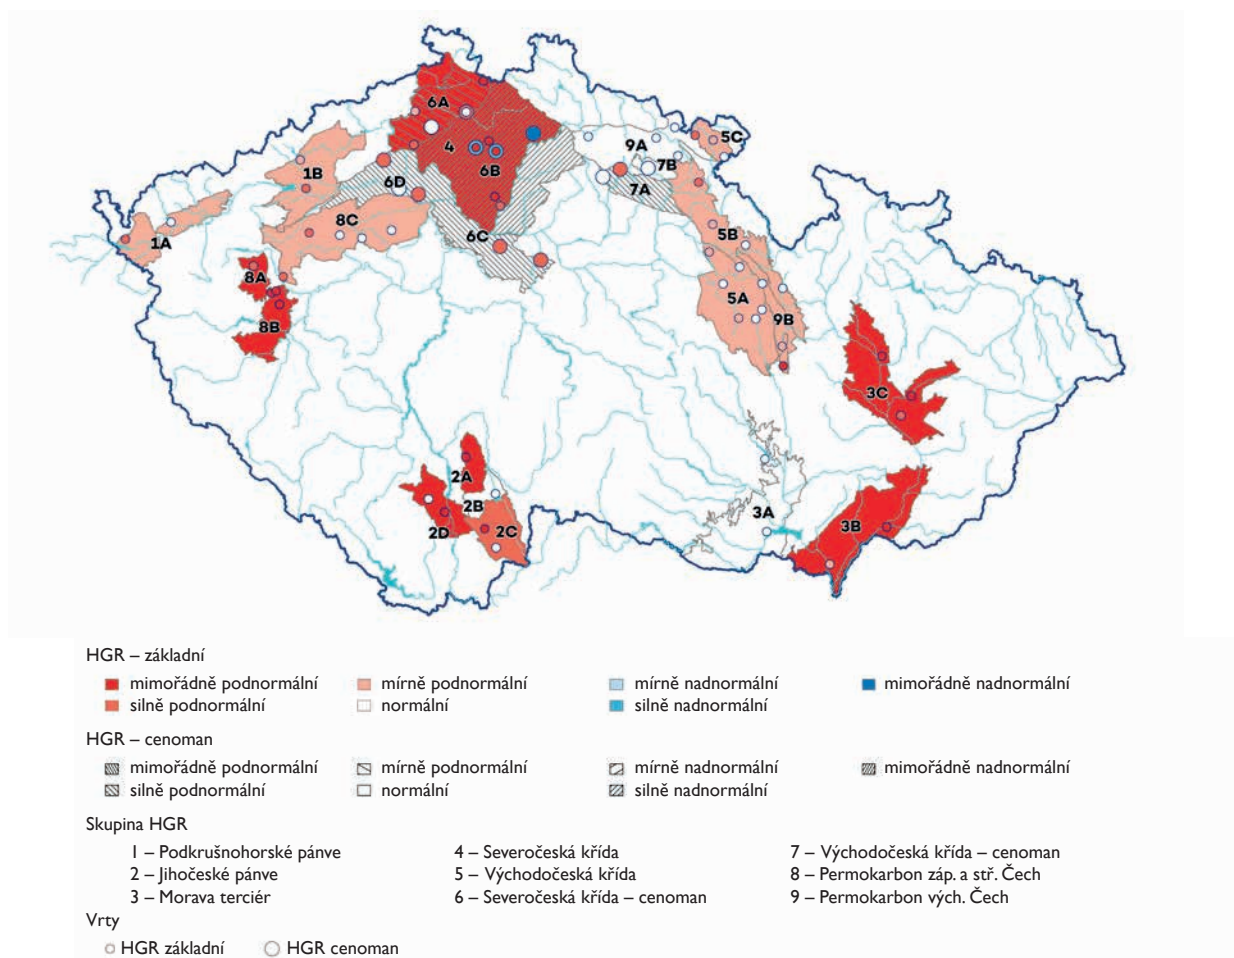 6A
5C
9A
4
7B
1B
6B
6D
7A
8C
5B
6C
1A
8A
5A
9B
8B
3C
2A
2B
3A
2D
2C
3B
HGR – základní
mimořádně podnormální mírně podnormální mírně nadnormální mimořádně nadnormální
silně podnormální normální silně nadnormální
HGR – cenoman
mimořádně podnormální mírně podnormální mírně nadnormální mimořádně nadnormální
silně podnormální normální silně nadnormální
Skupina HGR
1 – Podkrušnohorské pánve 4 – Severočeská křída 7 – Východočeská křída – cenoman
2 – Jihočeské pánve 5 – Východočeská křída 8 – Permokarbon záp. a stř. Čech
3 – Morava terciér 6 – Severočeská křída – cenoman 9 – Permokarbon vých. Čech
Vrty
HGR základní HGR cenoman